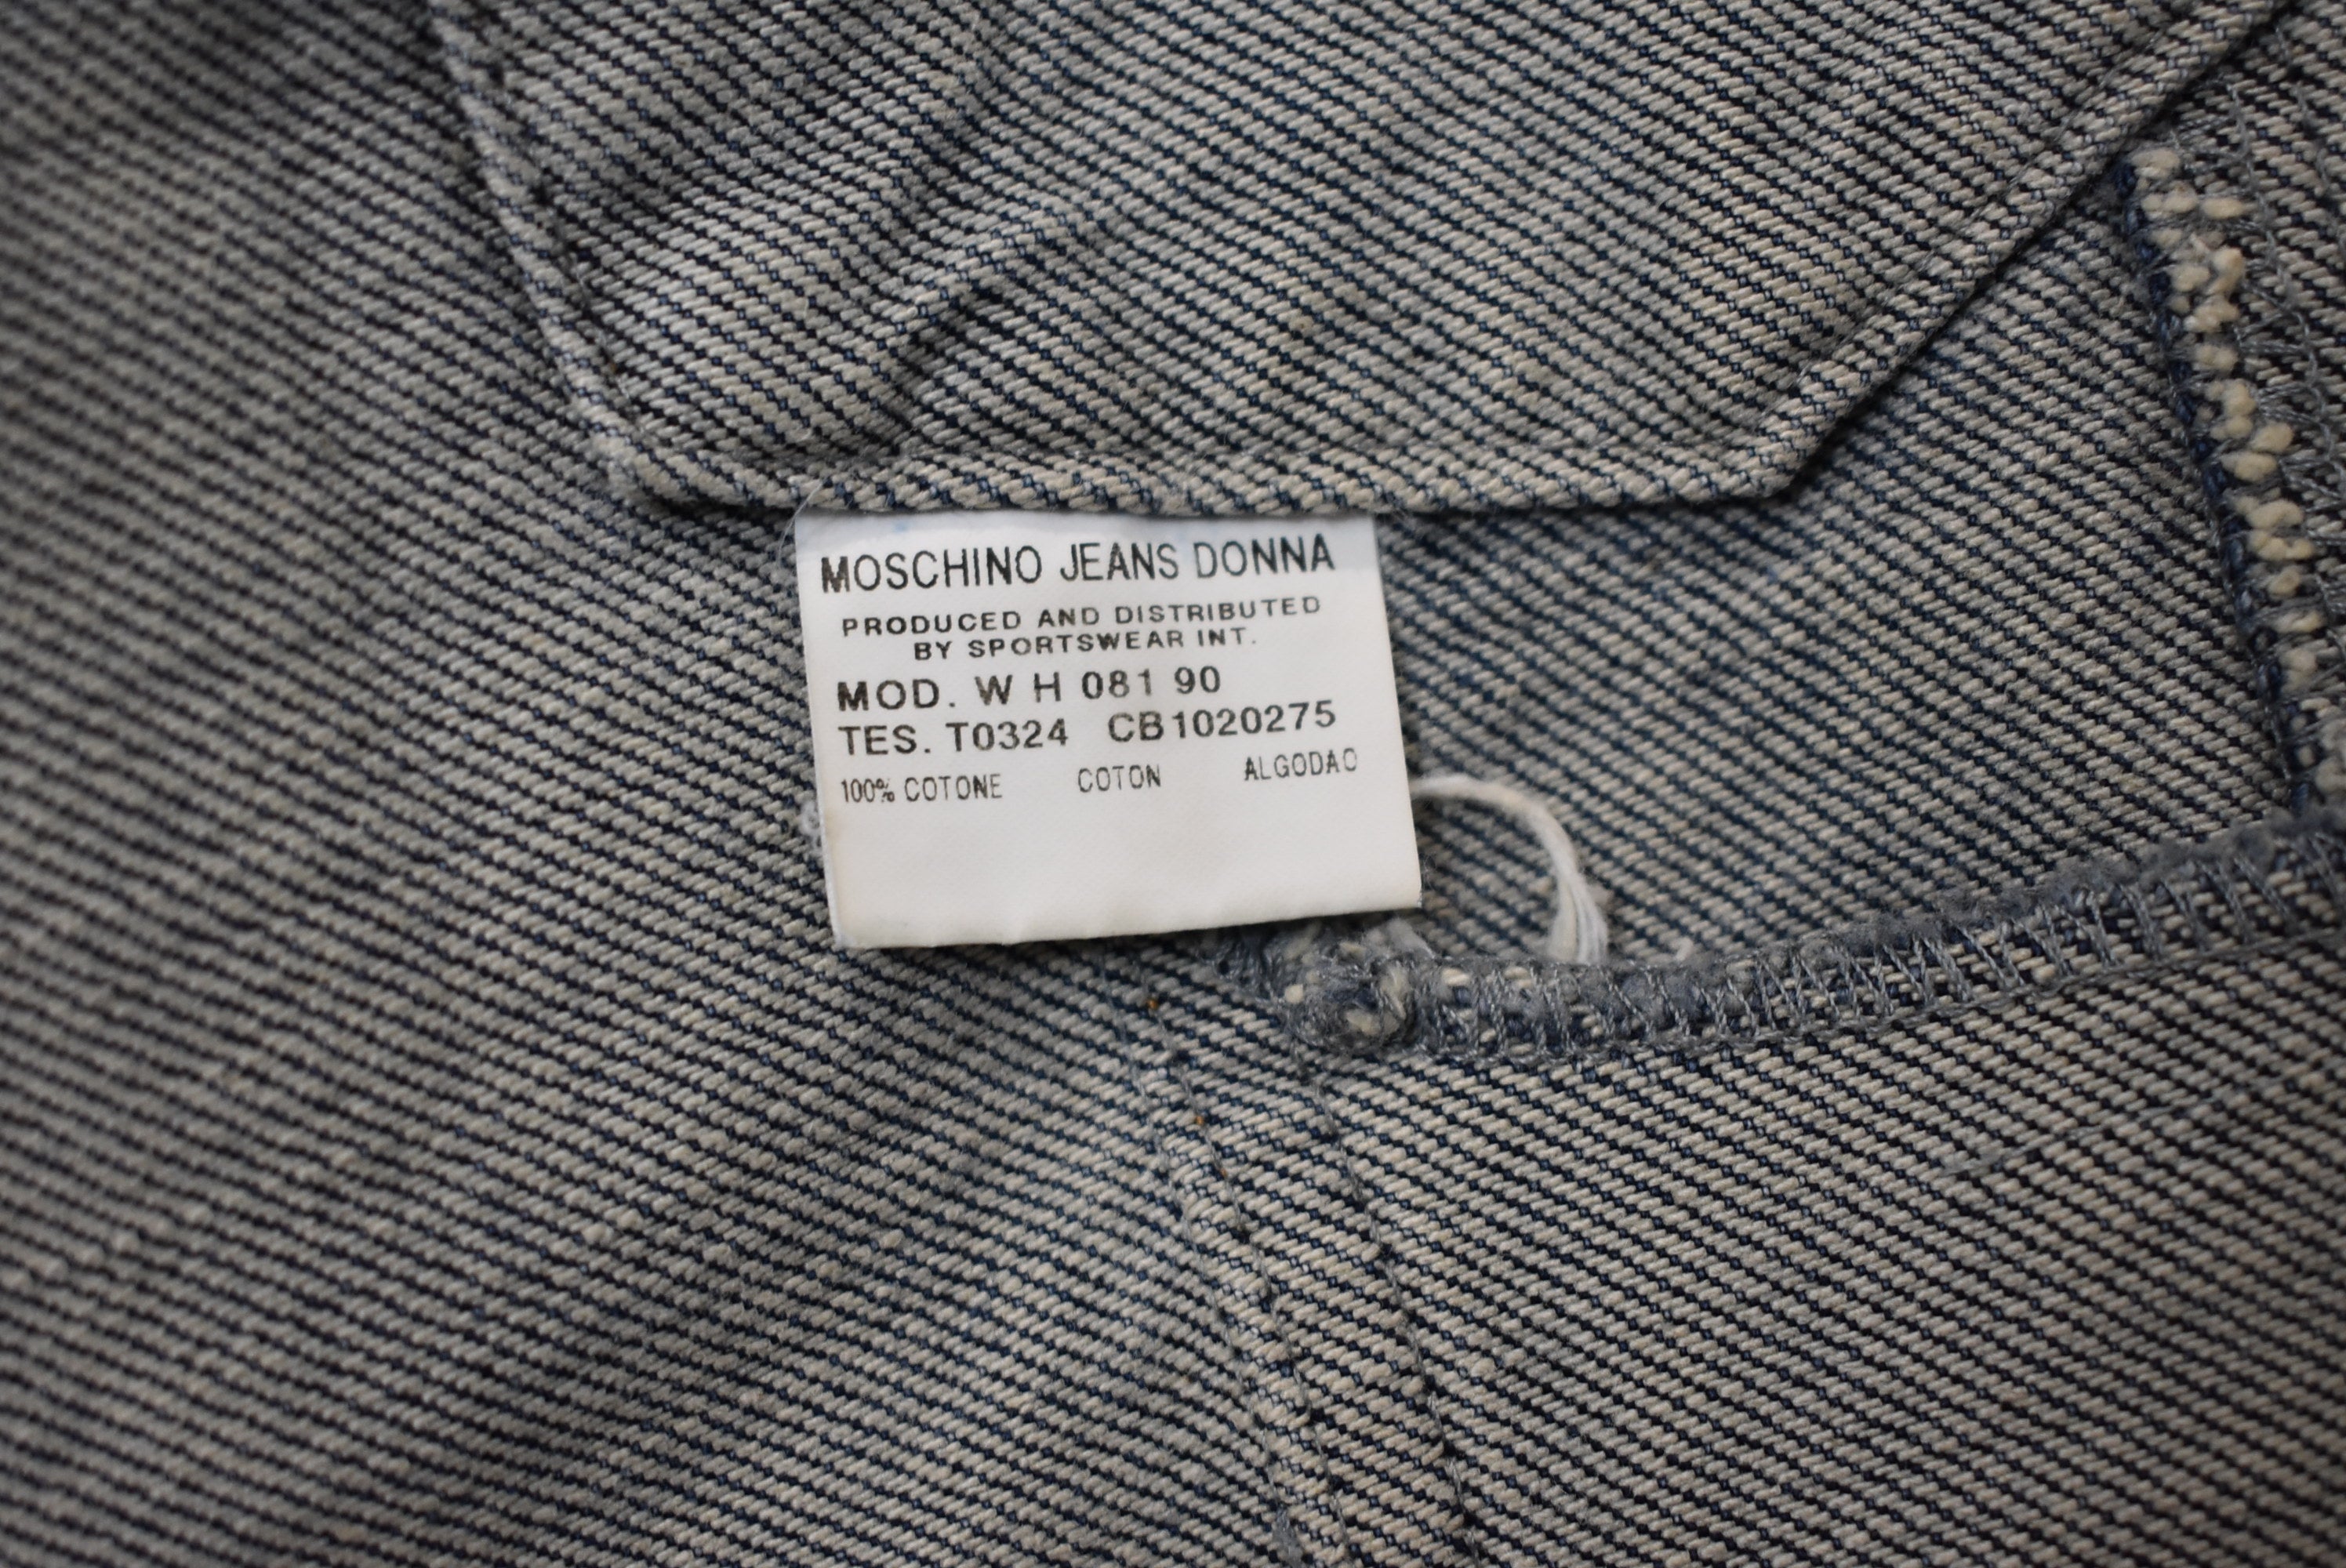 MOSCHINO JEANS DONNA
PRODUCED AND DISTRIBUTED
BY SPORTSWEAR INT.
MOD. W H 081 90
TES. T0324 CB1020275
100% COTONE COTON ALGODAO